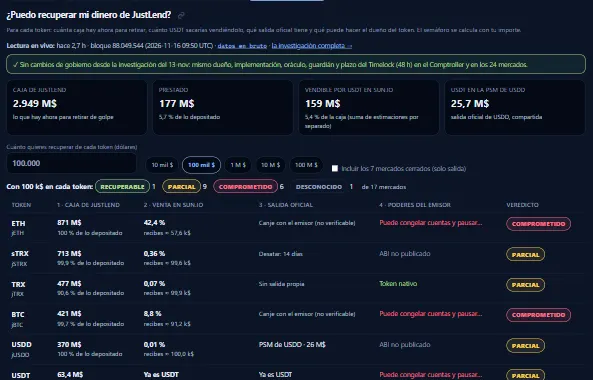 ¿Puedo recuperar mi dinero de JustLend?
Para cada token: cuánta caja hay ahora para retirar, cuánto USDT sacarías vendiéndolo, qué salida oficial tiene y qué puede hacer el dueño del token. El semáforo se calcula con tu importe.
Lectura en vivo: hace 2,7 h · bloque 88.049.544 (2026-11-16 09:50 UTC) · datos en bruto · la investigación completa →
✓ Sin cambios de gobierno desde la investigación del 13-nov: mismo dueño, implementación, oráculo, guardián y plazo del Timelock (48 h) en el Comptroller y en los 24 mercados.
CAJA DE JUSTLEND
2.949 M$
lo que hay ahora para retirar de golpe
PRESTADO
177 M$
5,7 % de lo depositado
VENDIBLE POR USDT EN SUN.IO
159 M$
5,4 % de la caja (suma de estimaciones por separado)
USDT EN LA PSM DE USDD
25,7 M$
salida oficial de USDD, compartida
Cuánto quieres recuperar de cada token (dólares)
100.000
10 mil $ 100 mil $ 1 M $ 10 M $ 100 M $
Incluir los 7 mercados cerrados (solo salida)
Con 100 k$ en cada token: RECUPERABLE 1 PARCIAL 9 COMPROMETIDO 6 DESCONOCIDO 1 de 17 mercados
TOKEN 1 · CAJA DE JUSTLEND 2 · VENTA EN SUN.IO 3 · SALIDA OFICIAL 4 · PODERES DEL EMISOR VEREDICTO
ETH 871 M$ 42,4 % Canje con el emisor (no verificable) Puede congelar cuentas y pausar... COMPROMETIDO
jETH 100 % de lo depositado recibes ≈ 57,6 k$
sTRX 713 M$ 0,36 % Desatar: 14 días ABI no publicado PARCIAL
jsTRX 99,9 % de lo depositado recibes ≈ 99,6 k$
TRX 477 M$ 0,07 % Sin salida propia Token nativo PARCIAL
jTRX 90,6 % de lo depositado recibes ≈ 99,9 k$
BTC 421 M$ 8,8 % Canje con el emisor (no verificable) Puede congelar cuentas y pausar... COMPROMETIDO
jBTC 99,7 % de lo depositado recibes ≈ 91,2 k$
USDD 370 M$ 0,01 % PSM de USDD · 26 M$ ABI no publicado PARCIAL
jUSDD 100 % de lo depositado recibes ≈ 100,0 k$
USDT 63,4 M$ Ya es USDT Ya es USDT Puede congelar cuentas y pausar... PARCIAL